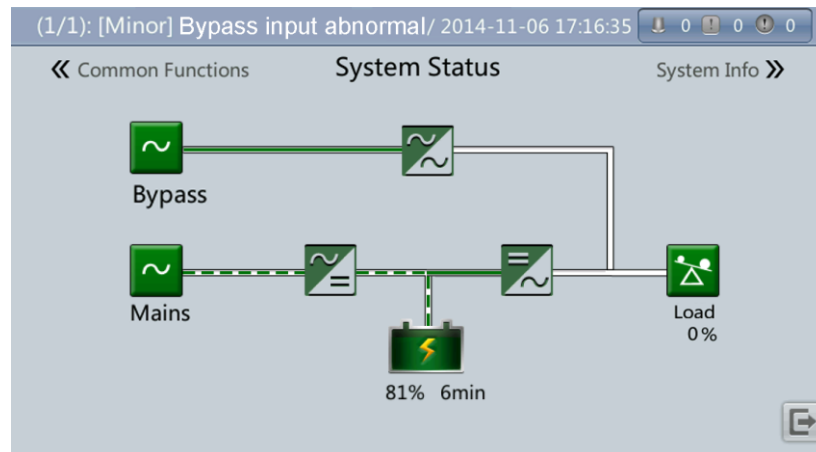 (1/1): [Minor] Bypass input abnormal/ 2014-11-06 17:16:35 0 0 0
Common Functions System Status System Info
Bypass
Mains
Load
0%
81% 6min